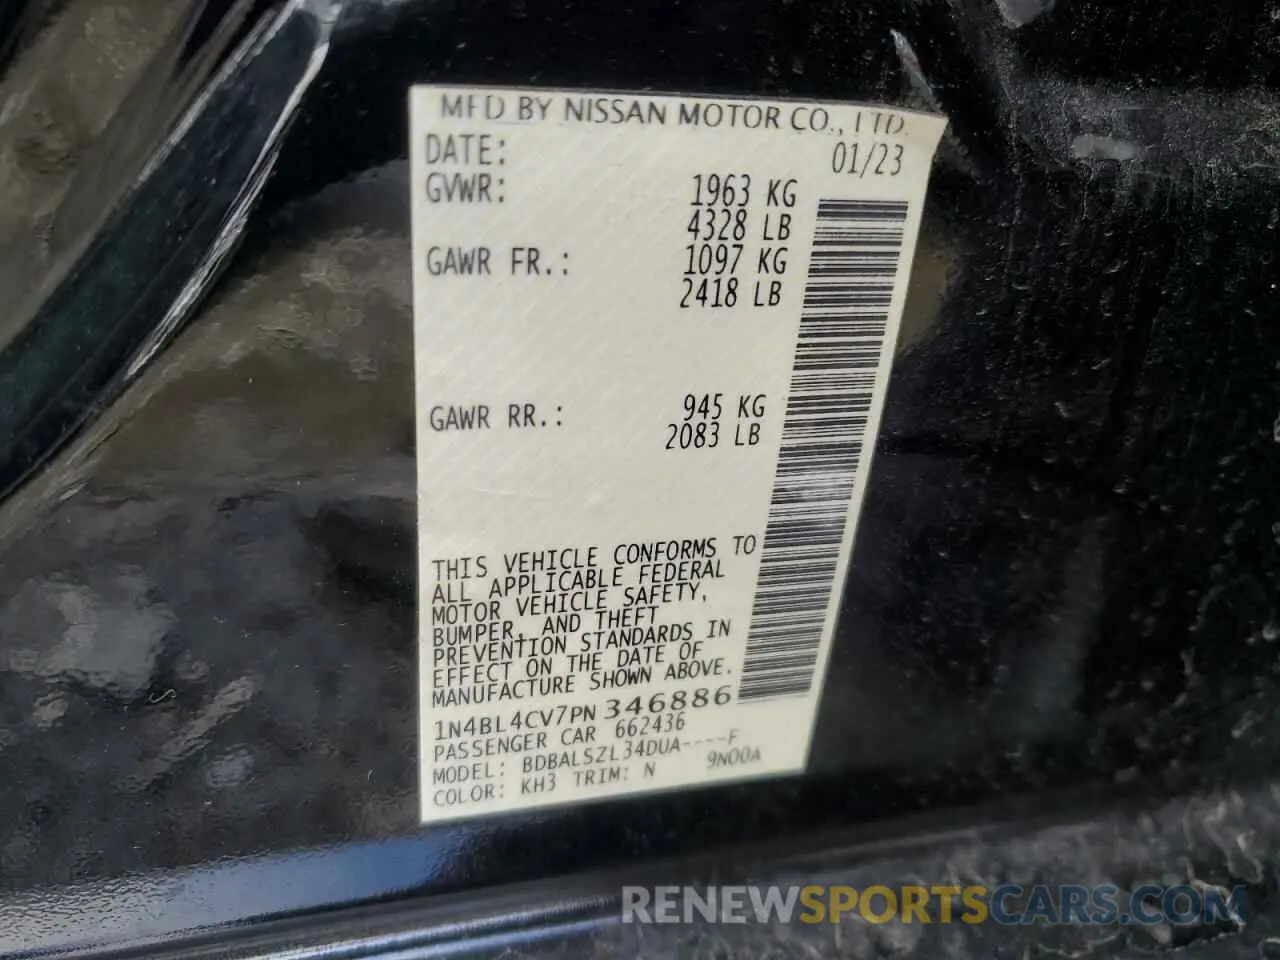 MFD BY NISSAN MOTOR CO., LTD.
DATE: 01/23
GVWR: 1963 KG
4328 LB
GAWR FR.: 1097 KG
2418 LB
GAWR RR.: 945 KG
2083 LB
THIS VEHICLE CONFORMS TO
ALL APPLICABLE FEDERAL
MOTOR VEHICLE SAFETY,
BUMPER, AND THEFT
PREVENTION STANDARDS IN
EFFECT ON THE DATE OF
MANUFACTURE SHOWN ABOVE.
1N4BL4CV7PN346886
PASSENGER CAR 662436
MODEL: BDBALSZL34DUA----F
COLOR: KH3 TRIM: N 9N00A
RENEWSPORTSCARS.COM